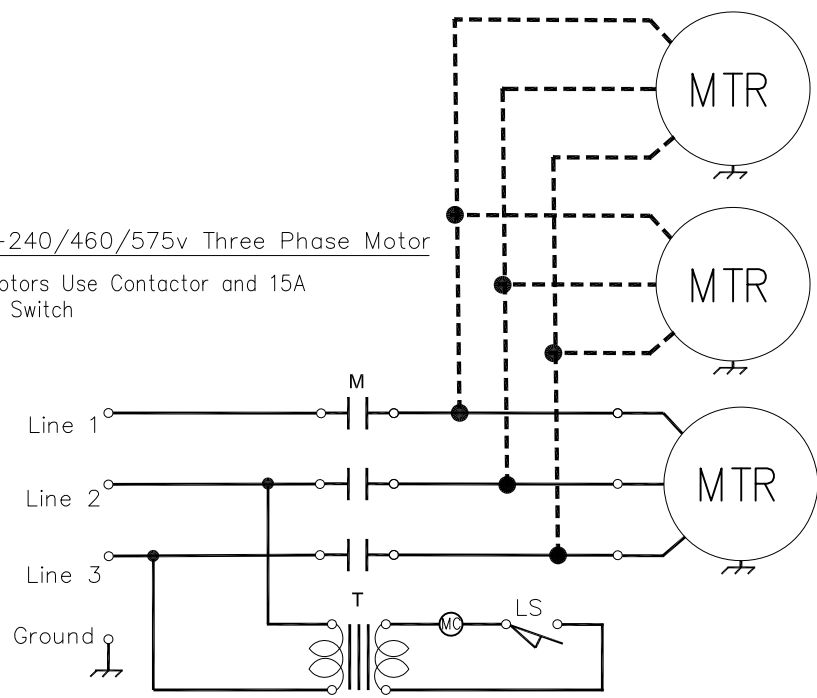 MTR
-240/460/575v Three Phase Motor
MTR
otors Use Contactor and 15A
Switch
M
Line 1
Line 2
MTR
Line 3
T
LS
Ground
MC